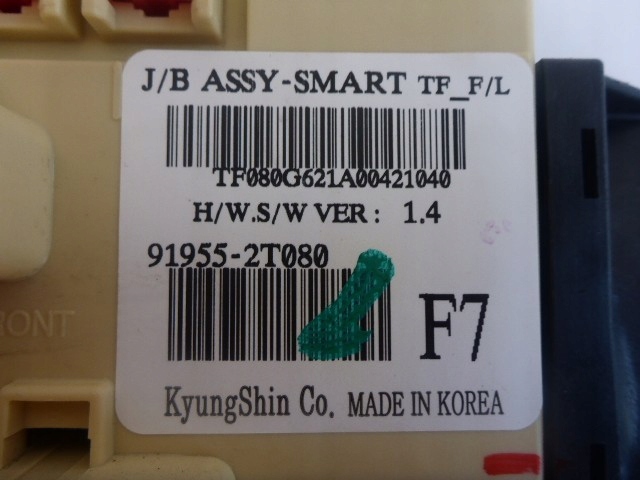 J/B ASSY-SMART TF_F/L
TF080G621A00421040
H/W.S/W VER : 1.4
91955-2T080
F7
KyungShin Co. MADE IN KOREA
RONT